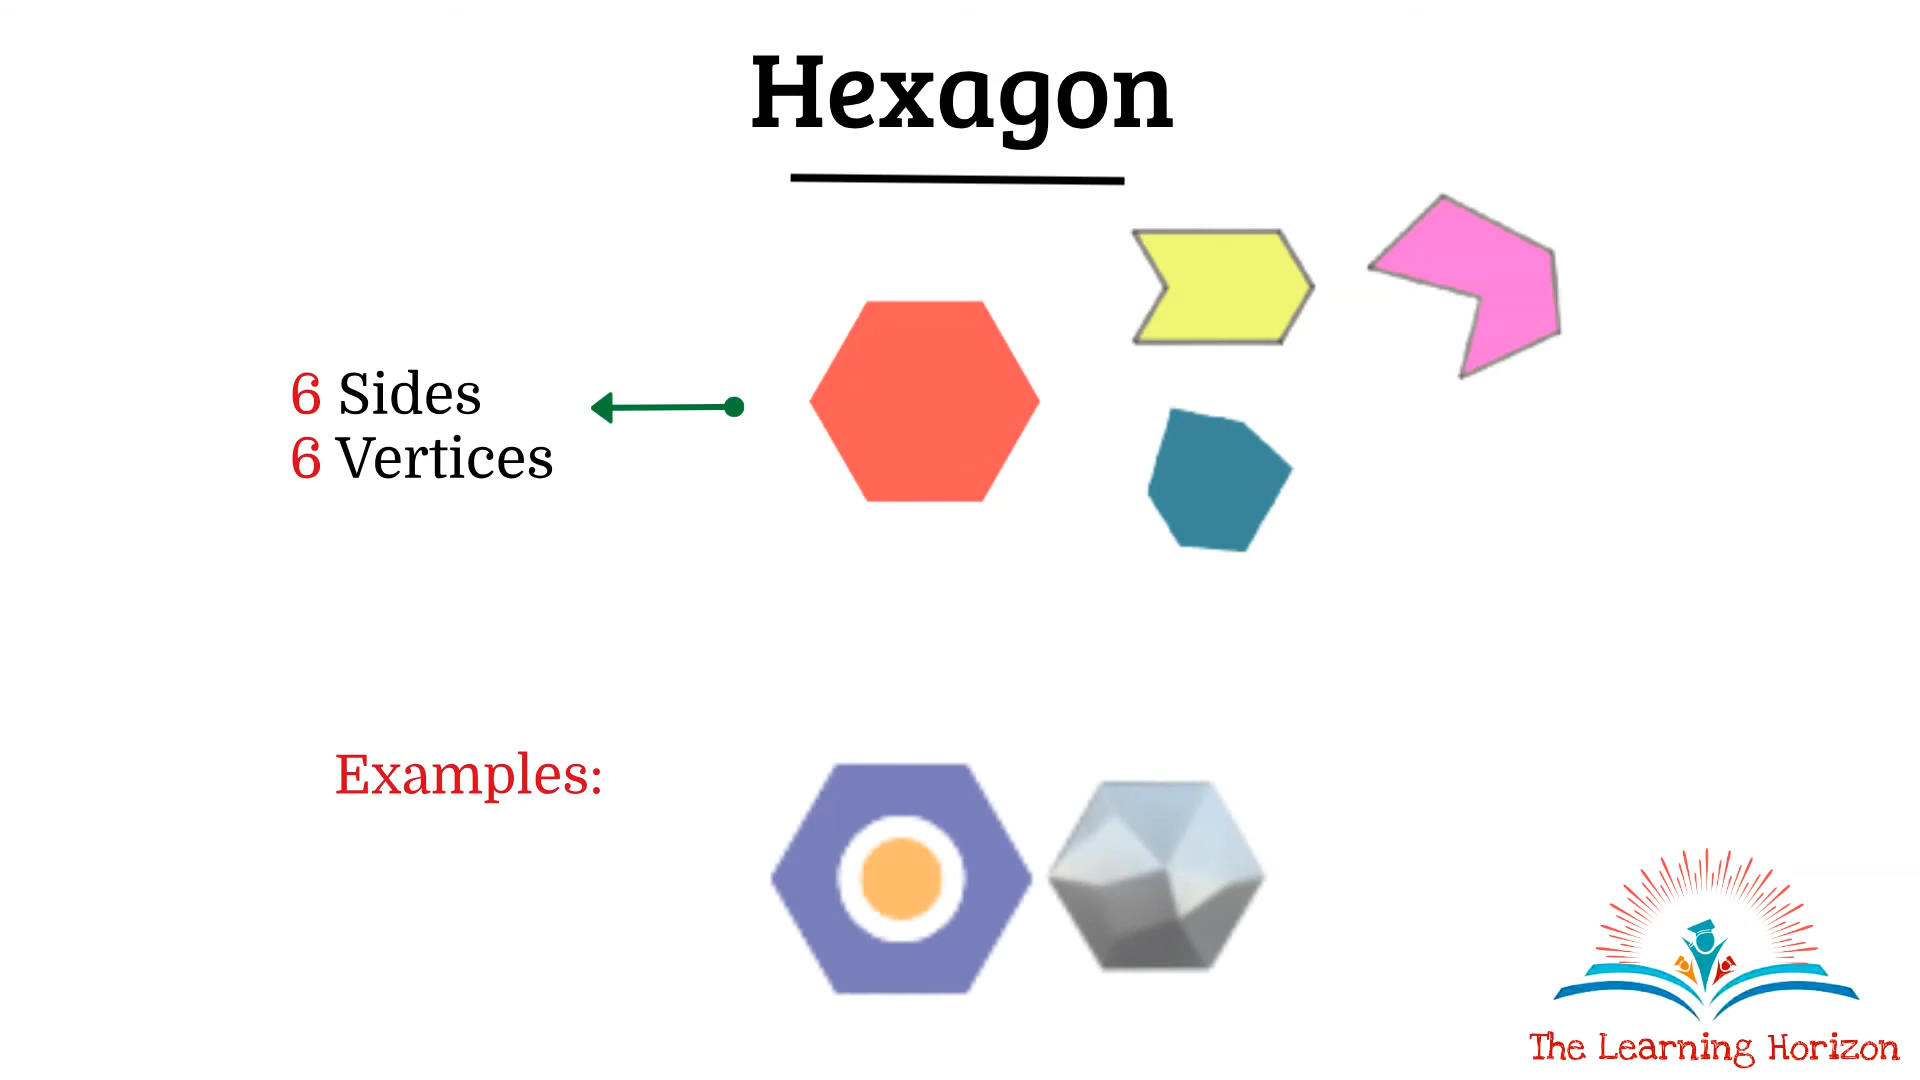 Hexagon
6 Sides
6 Vertices
Examples:
The Learning Horizon